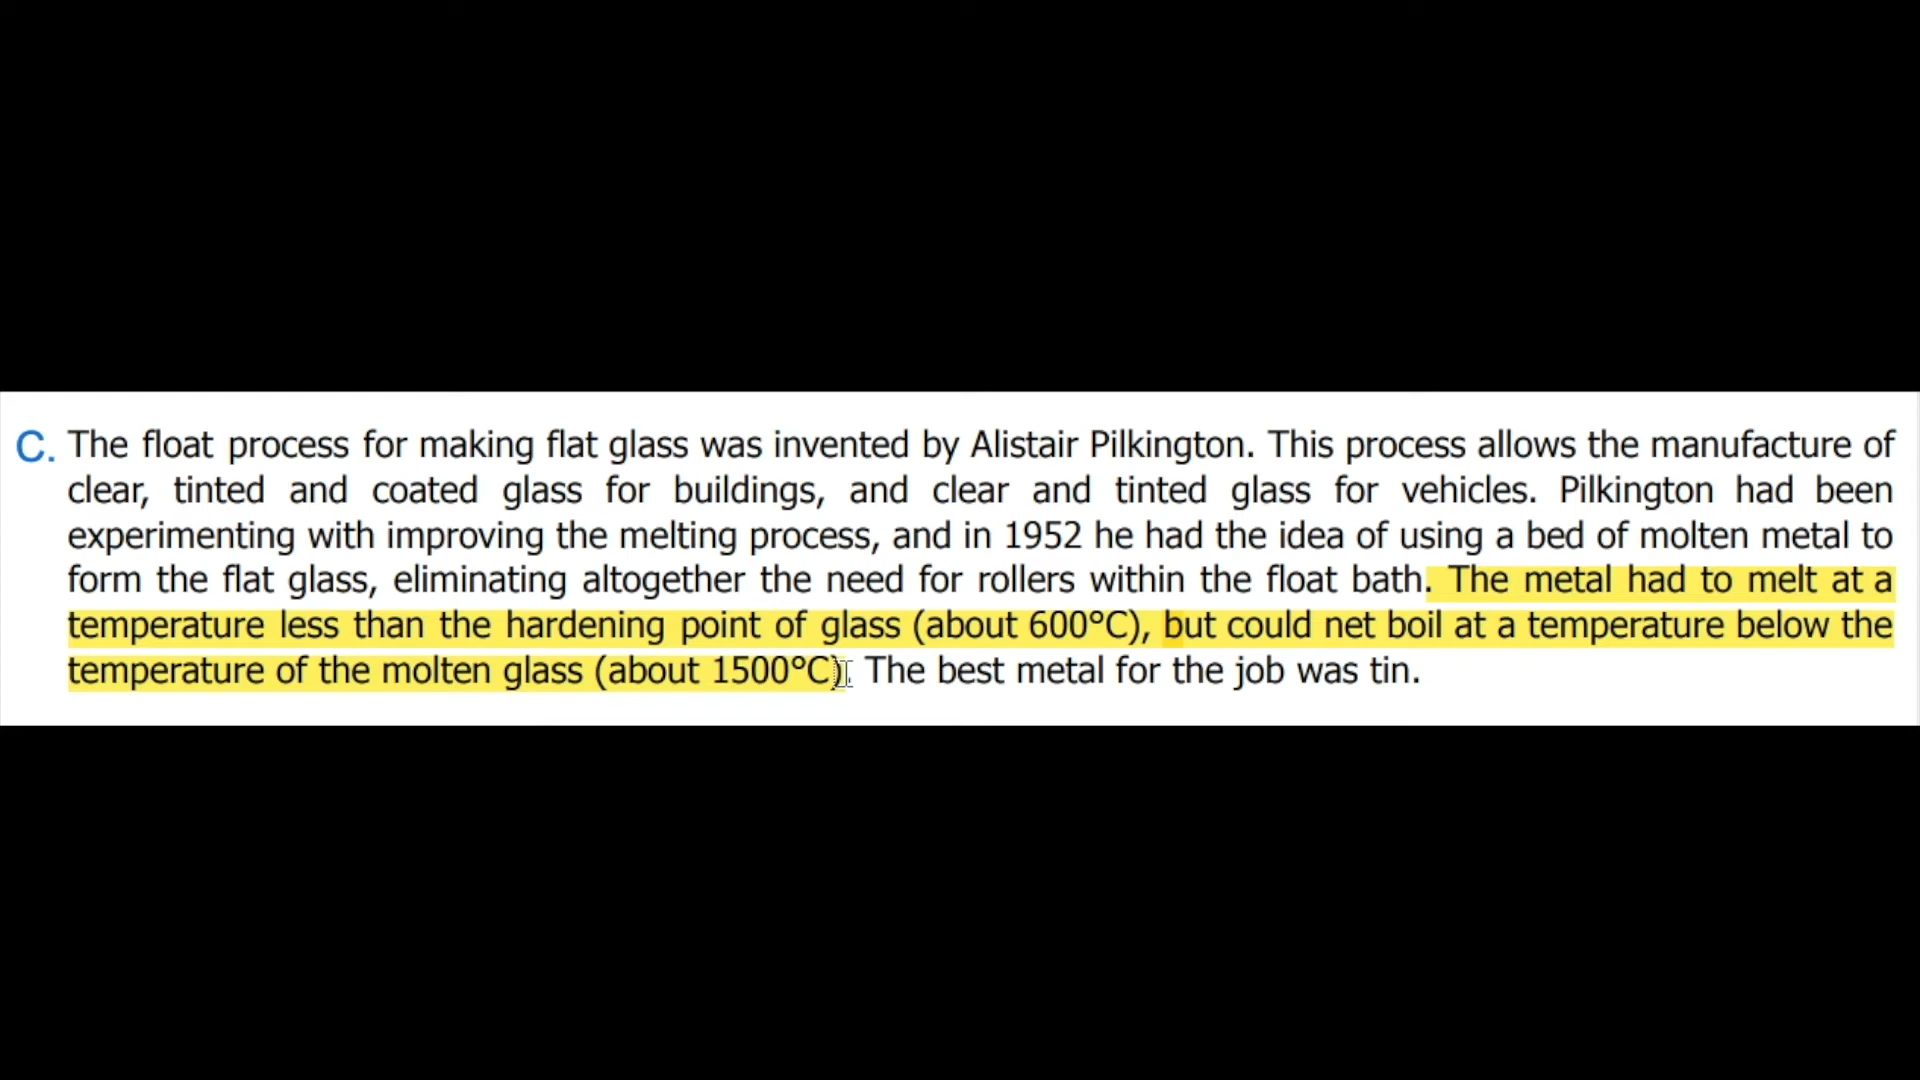 C. The float process for making flat glass was invented by Alistair Pilkington. This process allows the manufacture of
clear, tinted and coated glass for buildings, and clear and tinted glass for vehicles. Pilkington had been
experimenting with improving the melting process, and in 1952 he had the idea of using a bed of molten metal to
form the flat glass, eliminating altogether the need for rollers within the float bath. The metal had to melt at a
temperature less than the hardening point of glass (about 600°C), but could net boil at a temperature below the
temperature of the molten glass (about 1500°C). The best metal for the job was tin.